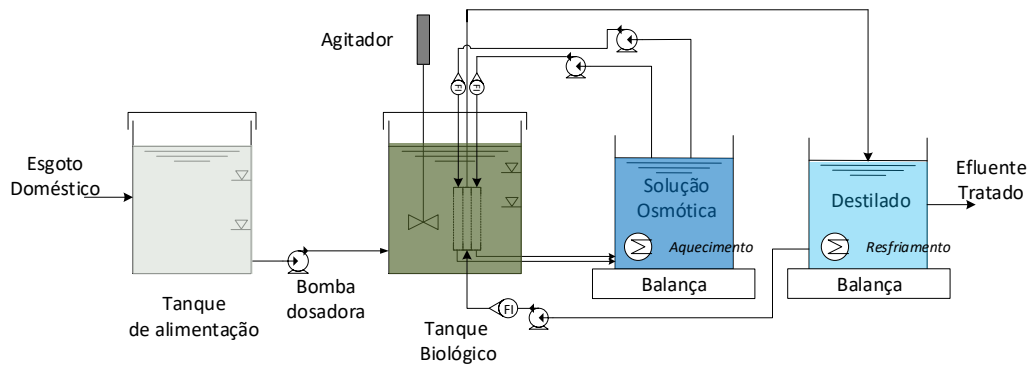 Agitador
FI
FI
Esgoto
Doméstico
Solução
Osmótica
Aquecimento
Destilado
Resfriamento
Efluente
Tratado
Balança
Balança
Bomba
dosadora
FI
Tanque
de alimentação
Tanque
Biológico